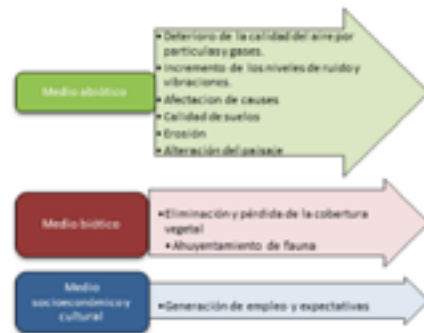 Medio abiótico
• Deterioro de la calidad del aire por
partículas y gases.
• Incremento de los niveles de ruido y
vibraciones.
• Afectacion de causes
• Calidad de suelos
• Erosión
• Alteración del paisaje
Medio biótico
• Eliminación y pérdida de la cobertura
vegetal
• Ahuyentamiento de fauna
Medio
socioeconómico y
cultural
• Generación de empleo y expectativas